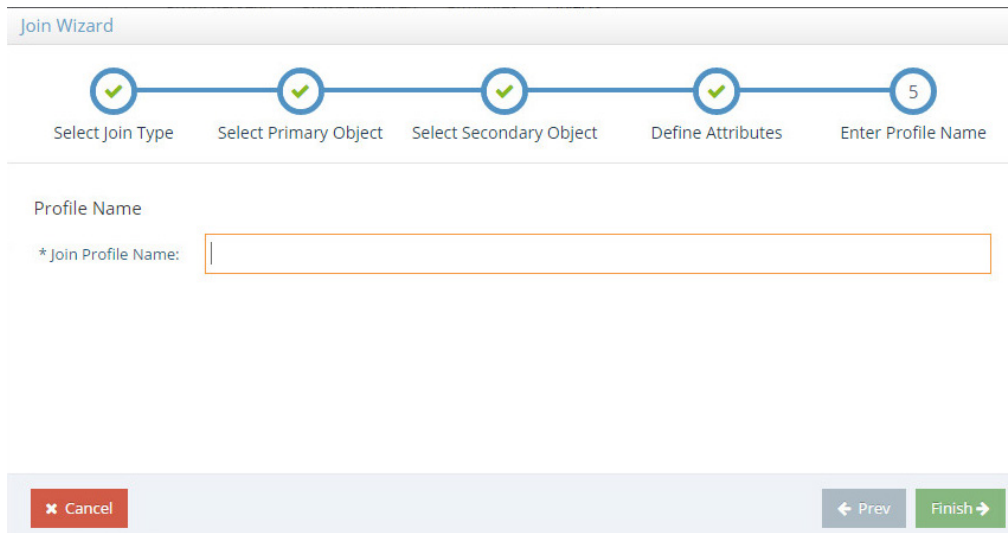 Join Wizard
5
Select Join Type Select Primary Object Select Secondary Object Define Attributes Enter Profile Name
Profile Name
* Join Profile Name:
Cancel Prev Finish